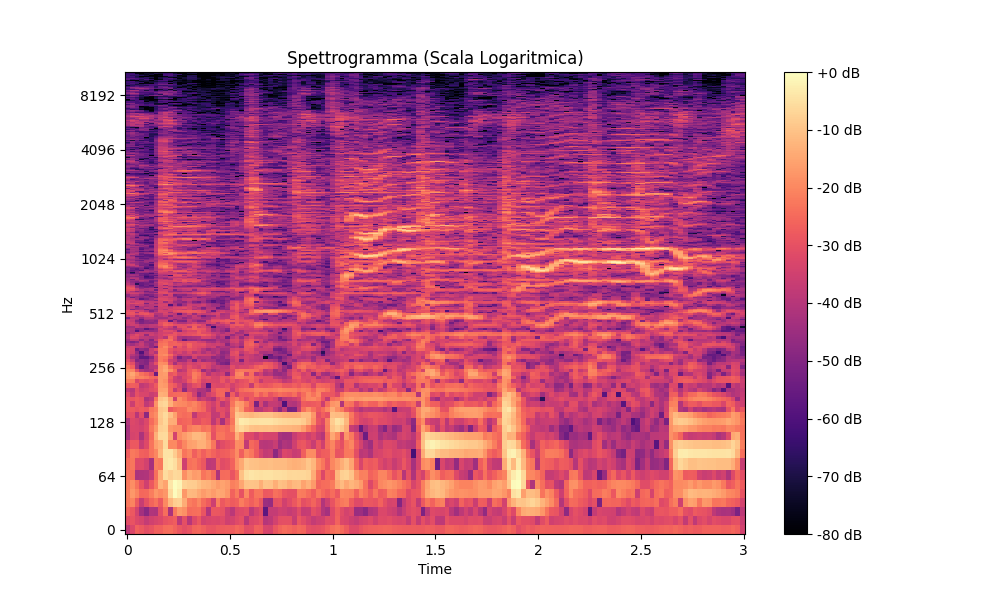 Spettrogramma (Scala Logaritmica)
Hz
8192
4096
2048
1024
512
256
128
64
0
0
0.5
1
1.5
2
2.5
3
Time
+0 dB
-10 dB
-20 dB
-30 dB
-40 dB
-50 dB
-60 dB
-70 dB
-80 dB